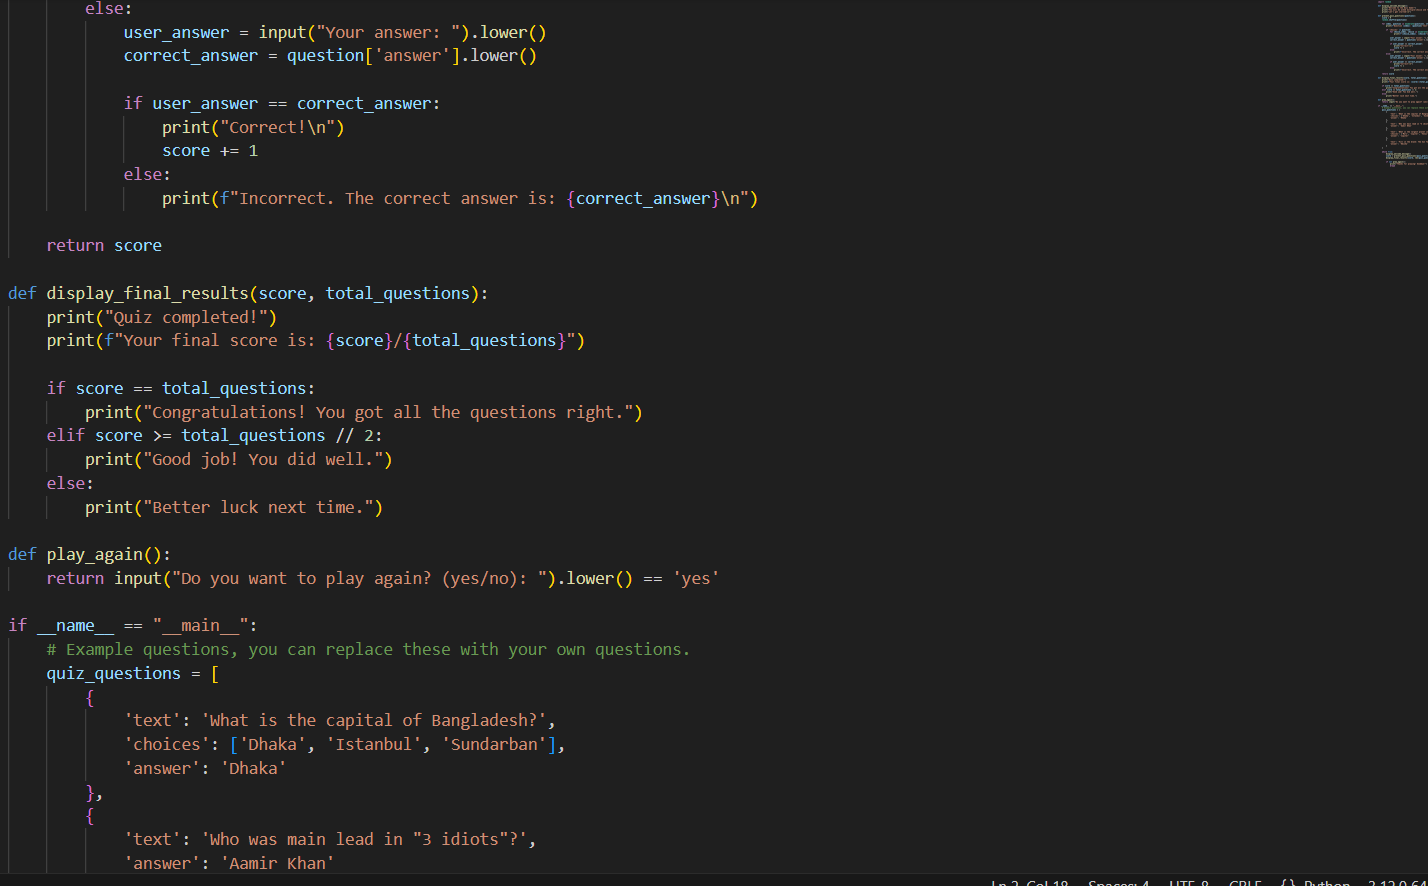 else:
user_answer = input("Your answer: ").lower()
correct_answer = question['answer'].lower()
if user_answer == correct_answer:
print("Correct!\n")
score += 1
else:
print(f"Incorrect. The correct answer is: {correct_answer}\n")
return score
def display_final_results(score, total_questions):
print("Quiz completed!")
print(f"Your final score is: {score}/{total_questions}")
if score == total_questions:
print("Congratulations! You got all the questions right.")
elif score >= total_questions // 2:
print("Good job! You did well.")
else:
print("Better luck next time.")
def play_again():
return input("Do you want to play again? (yes/no): ").lower() == 'yes'
if __name__ == "__main__":
# Example questions, you can replace these with your own questions.
quiz_questions = [
{
'text': 'What is the capital of Bangladesh?',
'choices': ['Dhaka', 'Istanbul', 'Sundarban'],
'answer': 'Dhaka'
},
{
'text': 'Who was main lead in "3 idiots"?',
'answer': 'Aamir Khan'
Ln 2, Col 18 Spaces: 4 UTF-8 CRLF {} Python 3.12.0 64